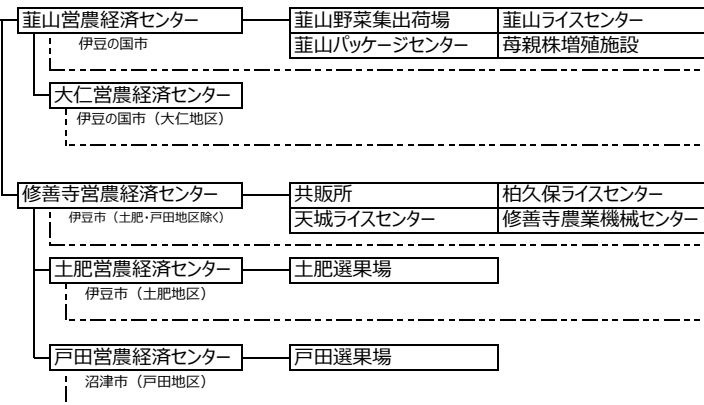 韮山営農経済センター 韮山野菜集出荷場 韮山ライスセンター
伊豆の国市 韮山パッケージセンター 苺親株増殖施設
大仁営農経済センター
伊豆の国市（大仁地区）
修善寺営農経済センター 共販所 柏久保ライスセンター
伊豆市（土肥・戸田地区除く） 天城ライスセンター 修善寺農業機械センター
土肥営農経済センター 土肥選果場
伊豆市（土肥地区）
戸田営農経済センター 戸田選果場
沼津市（戸田地区）